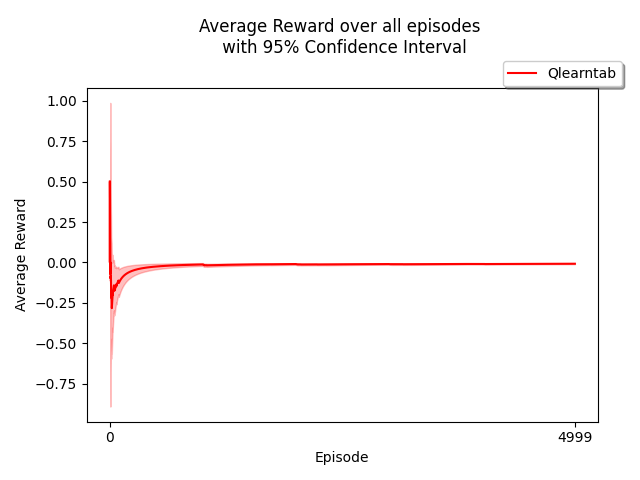 Average Reward over all episodes
with 95% Confidence Interval
Qlearntab
1.00
0.75
0.50
0.25
0.00
−0.25
−0.50
−0.75
Average Reward
0
4999
Episode